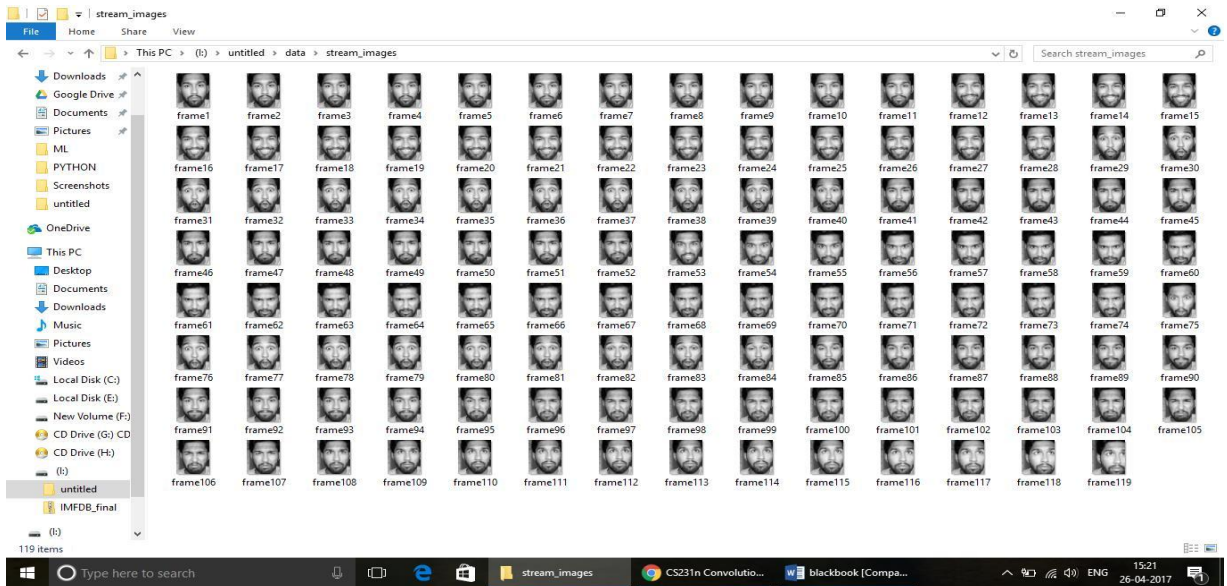 stream_images
File Home Share View
This PC > (I:) > untitled > data > stream_images
Search stream_images
Downloads
Google Drive
Documents
Pictures
ML
PYTHON
Screenshots
untitled
OneDrive
This PC
Desktop
Documents
Downloads
Music
Pictures
Videos
Local Disk (C:)
Local Disk (E:)
New Volume (F:)
CD Drive (G:) CD
CD Drive (H:)
(I:)
untitled
IMFDB_final
(I:)
frame1 frame2 frame3 frame4 frame5 frame6 frame7 frame8 frame9 frame10 frame11 frame12 frame13 frame14 frame15
frame16 frame17 frame18 frame19 frame20 frame21 frame22 frame23 frame24 frame25 frame26 frame27 frame28 frame29 frame30
frame31 frame32 frame33 frame34 frame35 frame36 frame37 frame38 frame39 frame40 frame41 frame42 frame43 frame44 frame45
frame46 frame47 frame48 frame49 frame50 frame51 frame52 frame53 frame54 frame55 frame56 frame57 frame58 frame59 frame60
frame61 frame62 frame63 frame64 frame65 frame66 frame67 frame68 frame69 frame70 frame71 frame72 frame73 frame74 frame75
frame76 frame77 frame78 frame79 frame80 frame81 frame82 frame83 frame84 frame85 frame86 frame87 frame88 frame89 frame90
frame91 frame92 frame93 frame94 frame95 frame96 frame97 frame98 frame99 frame100 frame101 frame102 frame103 frame104 frame105
frame106 frame107 frame108 frame109 frame110 frame111 frame112 frame113 frame114 frame115 frame116 frame117 frame118 frame119
119 items
Type here to search
stream_images
CS231n Convolutio...
blackbook [Compa...
ENG
15:21
26-04-2017